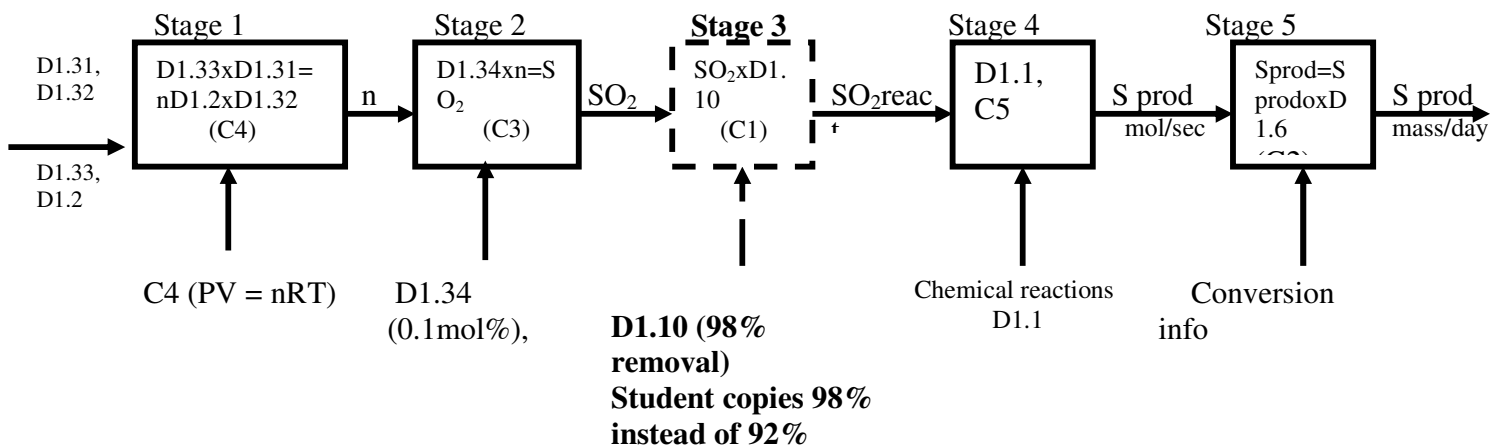 Stage 1
Stage 2
Stage 3
Stage 4
Stage 5
D1.31,
D1.32
D1.33,
D1.2
D1.33xD1.31=
nD1.2xD1.32
(C4)
n
D1.34xn=S
O2
(C3)
SO2
SO2xD1.
10
(C1)
SO2reac
D1.1,
C5
S prod
mol/sec
Sprod=S
prodoxD
1.6
S prod
mass/day
C4 (PV = nRT)
D1.34
(0.1mol%),
D1.10 (98%
removal)
Student copies 98%
instead of 92%
Chemical reactions
D1.1
Conversion
info